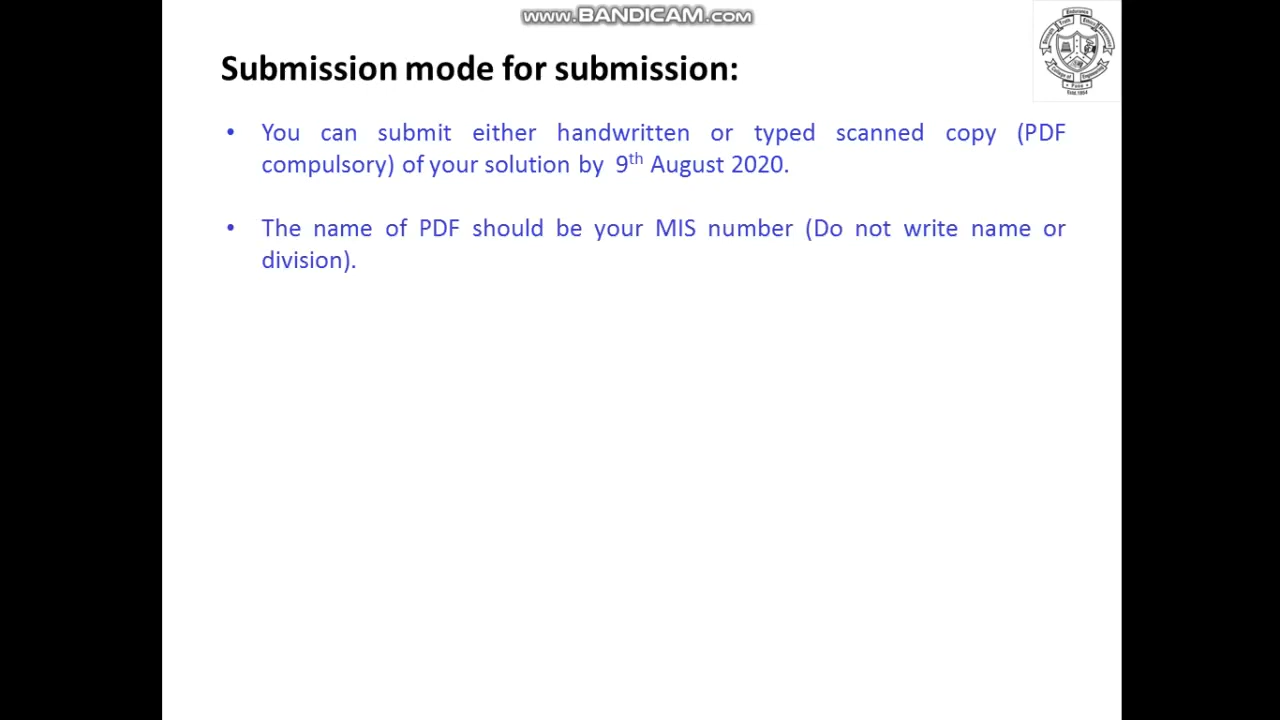 www.BANDICAM.com
Submission mode for submission:
• You can submit either handwritten or typed scanned copy (PDF
compulsory) of your solution by 9th August 2020.
• The name of PDF should be your MIS number (Do not write name or
division).